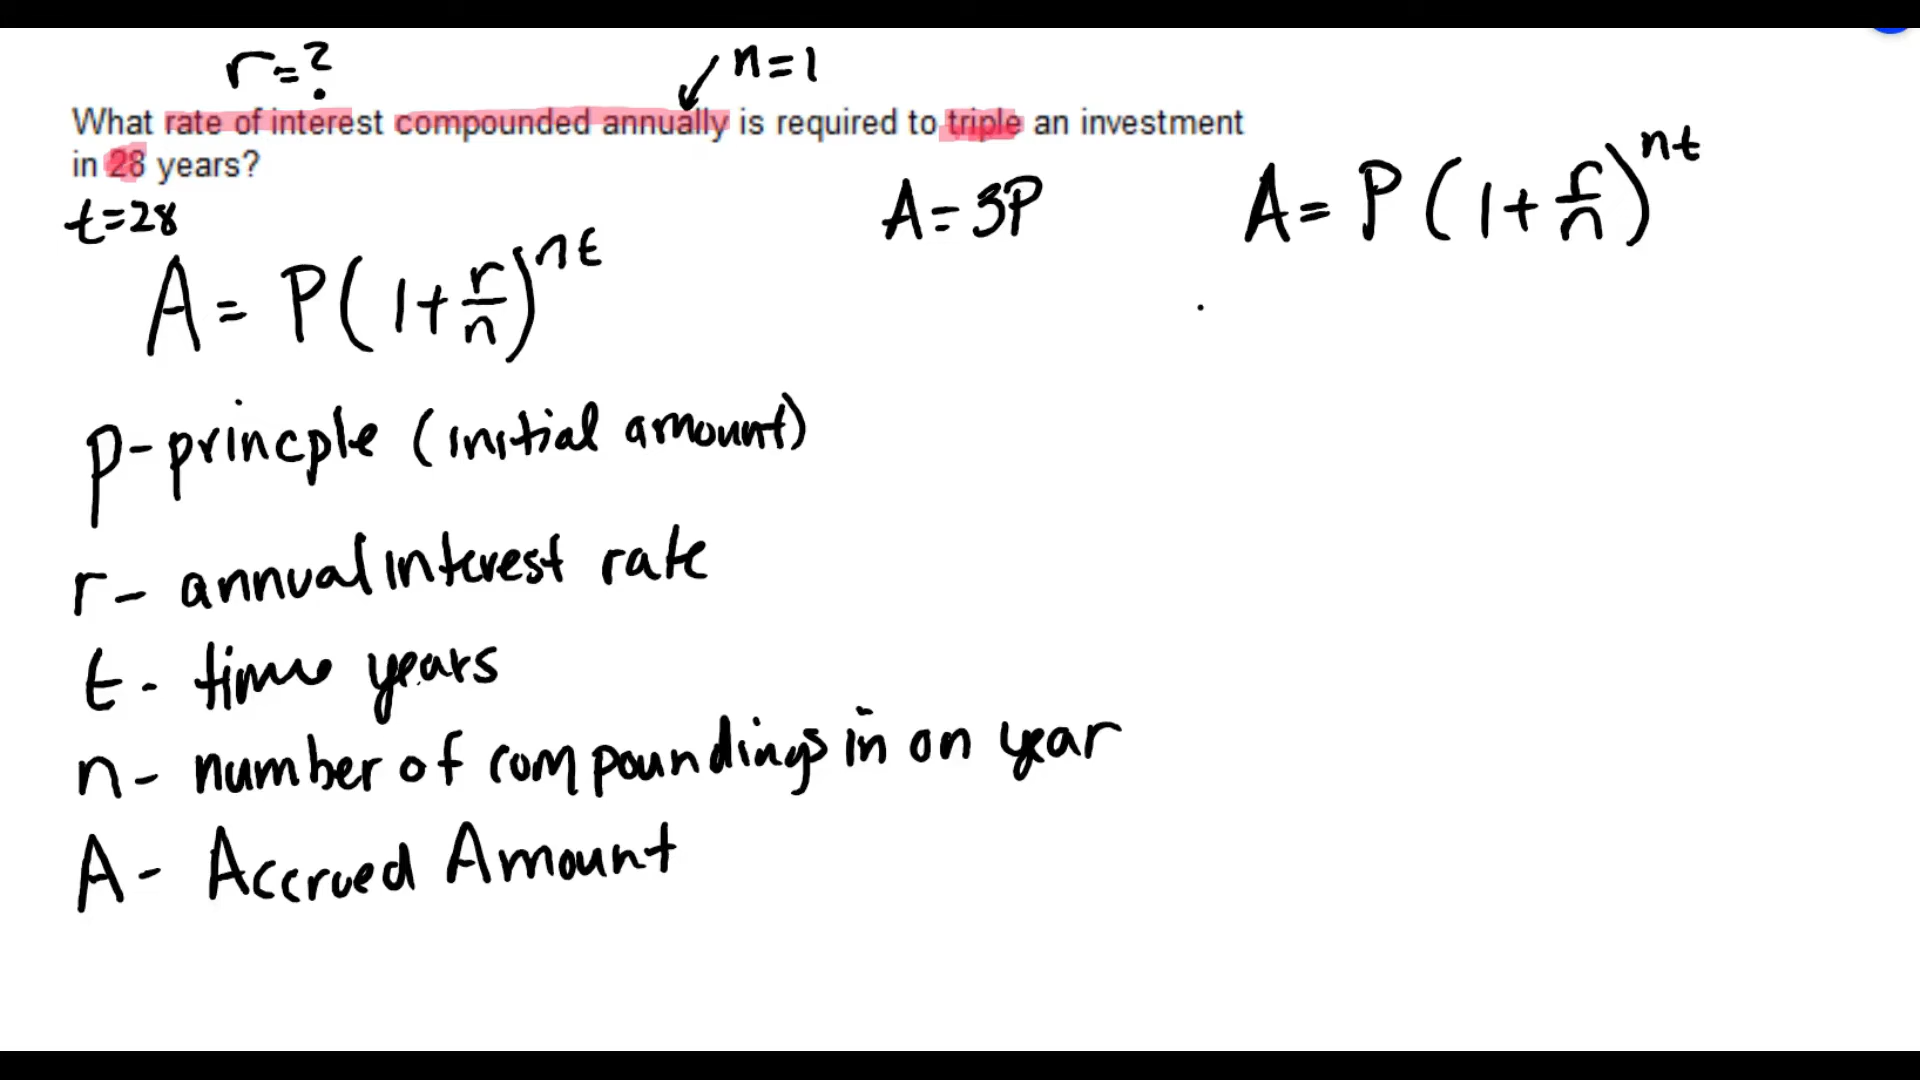 r=?
n=1
What rate of interest compounded annually is required to triple an investment
in 28 years?
t=28
A=3P
A= P(1+r/n)^nt
A= P(1+r/n)^nt
p-princple (initial amount)
r- annual interest rate
t- time years
n- number of compoundings in on year
A- Accrued Amount